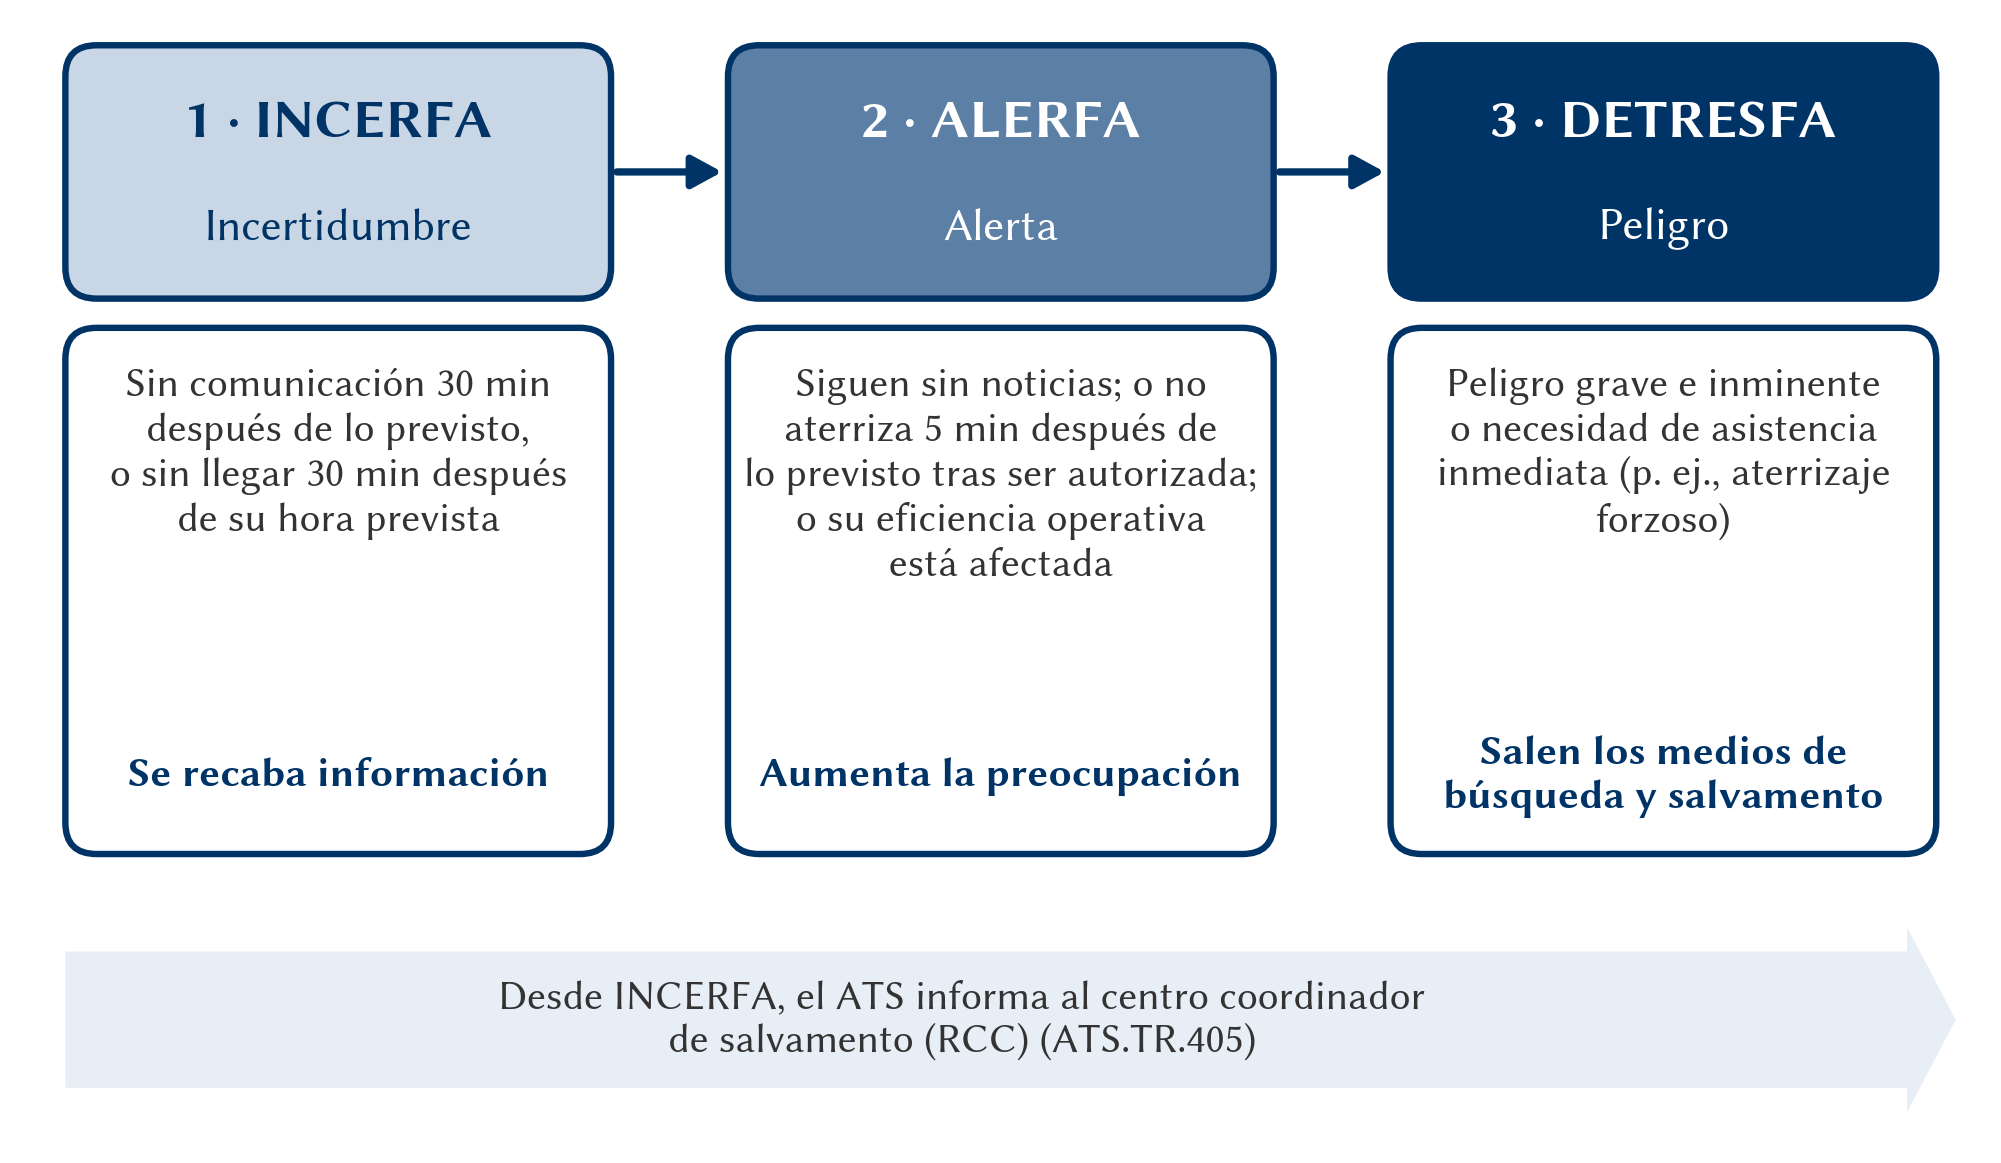 1 · INCERFA
Incertidumbre
Sin comunicación 30 min
después de lo previsto,
o sin llegar 30 min después
de su hora prevista
Se recaba información
2 · ALERFA
Alerta
Siguen sin noticias; o no
aterriza 5 min después de
lo previsto tras ser autorizada;
o su eficiencia operativa
está afectada
Aumenta la preocupación
3 · DETRESFA
Peligro
Peligro grave e inminente
o necesidad de asistencia
inmediata (p. ej., aterrizaje
forzoso)
Salen los medios de
búsqueda y salvamento
Desde INCERFA, el ATS informa al centro coordinador
de salvamento (RCC) (ATS.TR.405)